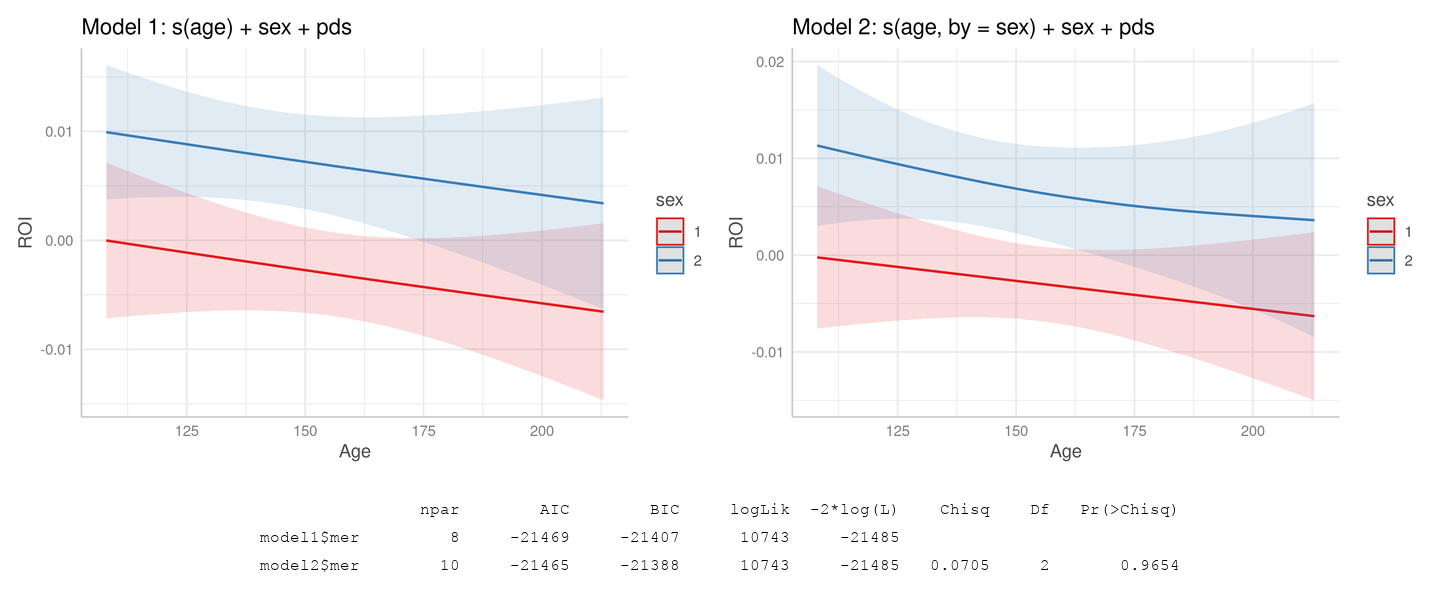 Model 1: s(age) + sex + pds
0.01
0.00
-0.01
ROI
125 150 175 200
Age
sex
1
2
Model 2: s(age, by = sex) + sex + pds
0.02
0.01
0.00
-0.01
ROI
125 150 175 200
Age
sex
1
2
npar AIC BIC logLik -2*log(L) Chisq Df Pr(>Chisq)
model1$mer 8 -21469 -21407 10743 -21485
model2$mer 10 -21465 -21388 10743 -21485 0.0705 2 0.9654